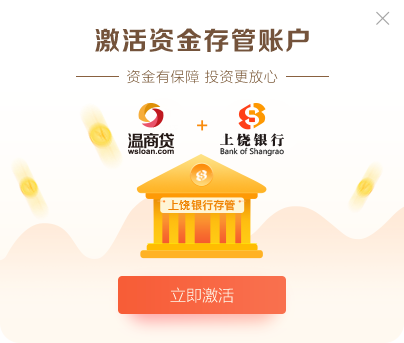 激活资金存管账户
资金有保障 投资更放心
温商贷
wsloan.com
+
上饶银行
Bank of Shangrao
上饶银行存管
立即激活